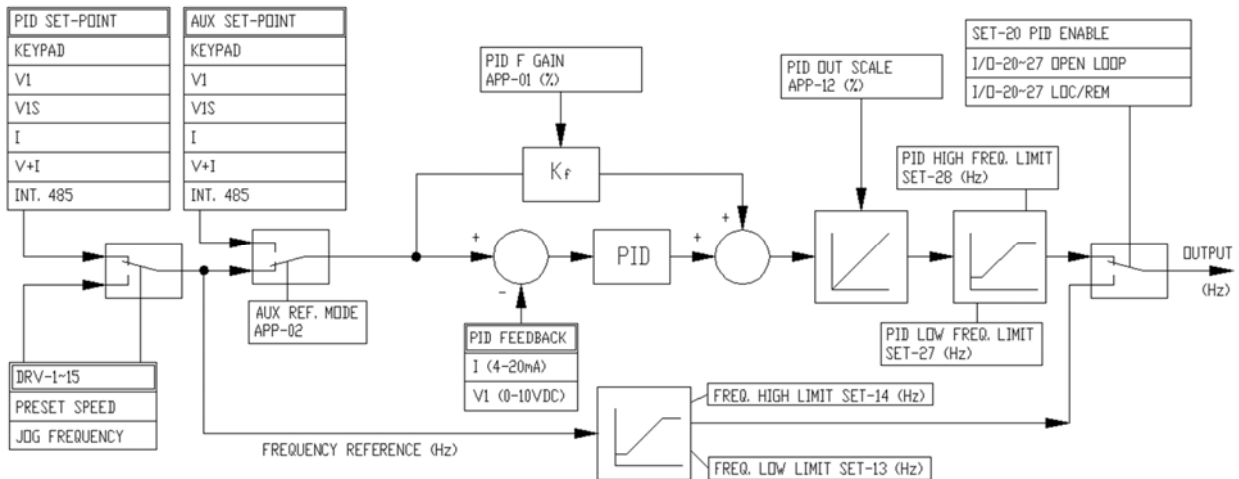 PID SET-POINT
KEYPAD
V1
V1S
I
V+I
INT. 485
AUX SET-POINT
KEYPAD
V1
V1S
I
V+I
INT. 485
PID F GAIN
APP-01 (%)
PID OUT SCALE
APP-12 (%)
SET-20 PID ENABLE
I/O-20~27 OPEN LOOP
I/O-20~27 LOC/REM
Kf
PID HIGH FREQ. LIMIT
SET-28 (Hz)
+
-
PID
+
+
OUTPUT
(Hz)
AUX REF. MODE
APP-02
PID LOW FREQ. LIMIT
SET-27 (Hz)
PID FEEDBACK
I (4-20mA)
V1 (0-10VDC)
DRV-1~15
PRESET SPEED
JOG FREQUENCY
FREQUENCY REFERENCE (Hz)
FREQ. HIGH LIMIT SET-14 (Hz)
FREQ. LOW LIMIT SET-13 (Hz)